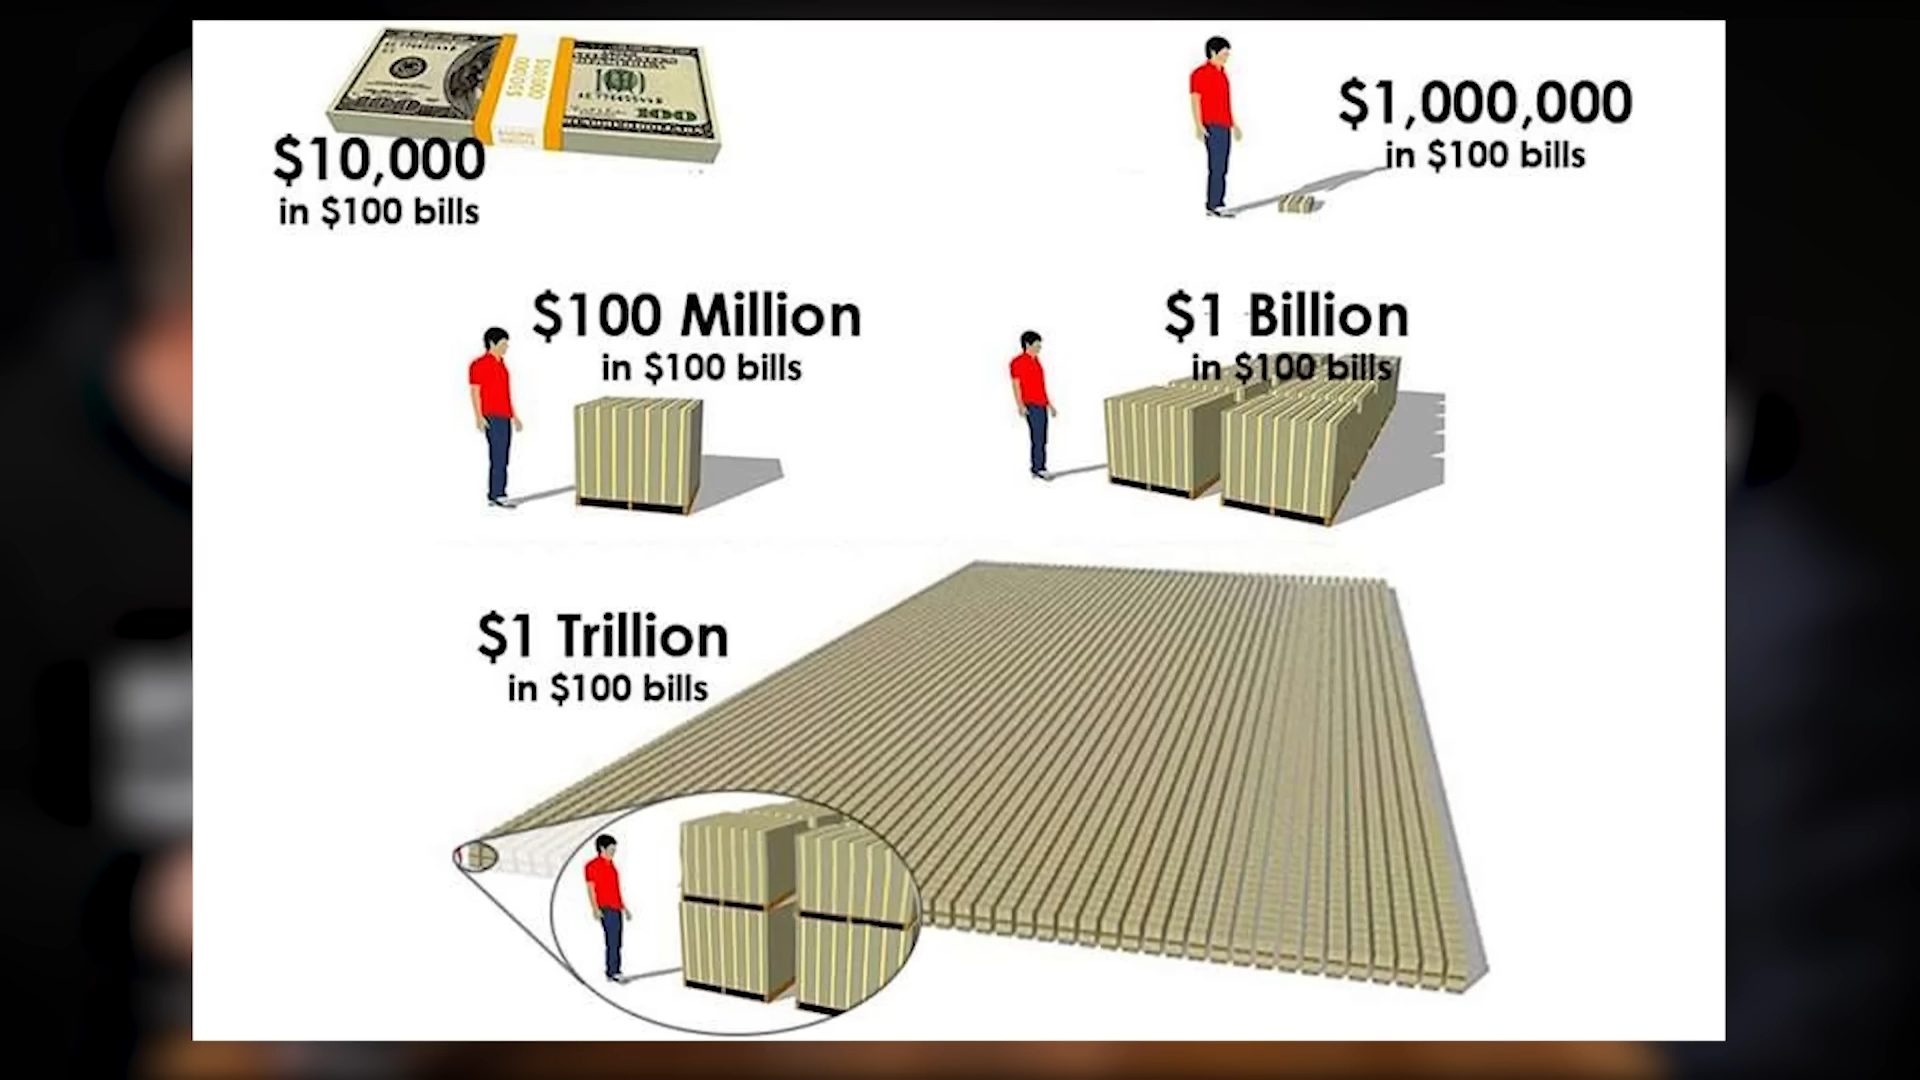 $10,000
in $100 bills
$1,000,000
in $100 bills
$100 Million
in $100 bills
$1 Billion
in $100 bills
$1 Trillion
in $100 bills